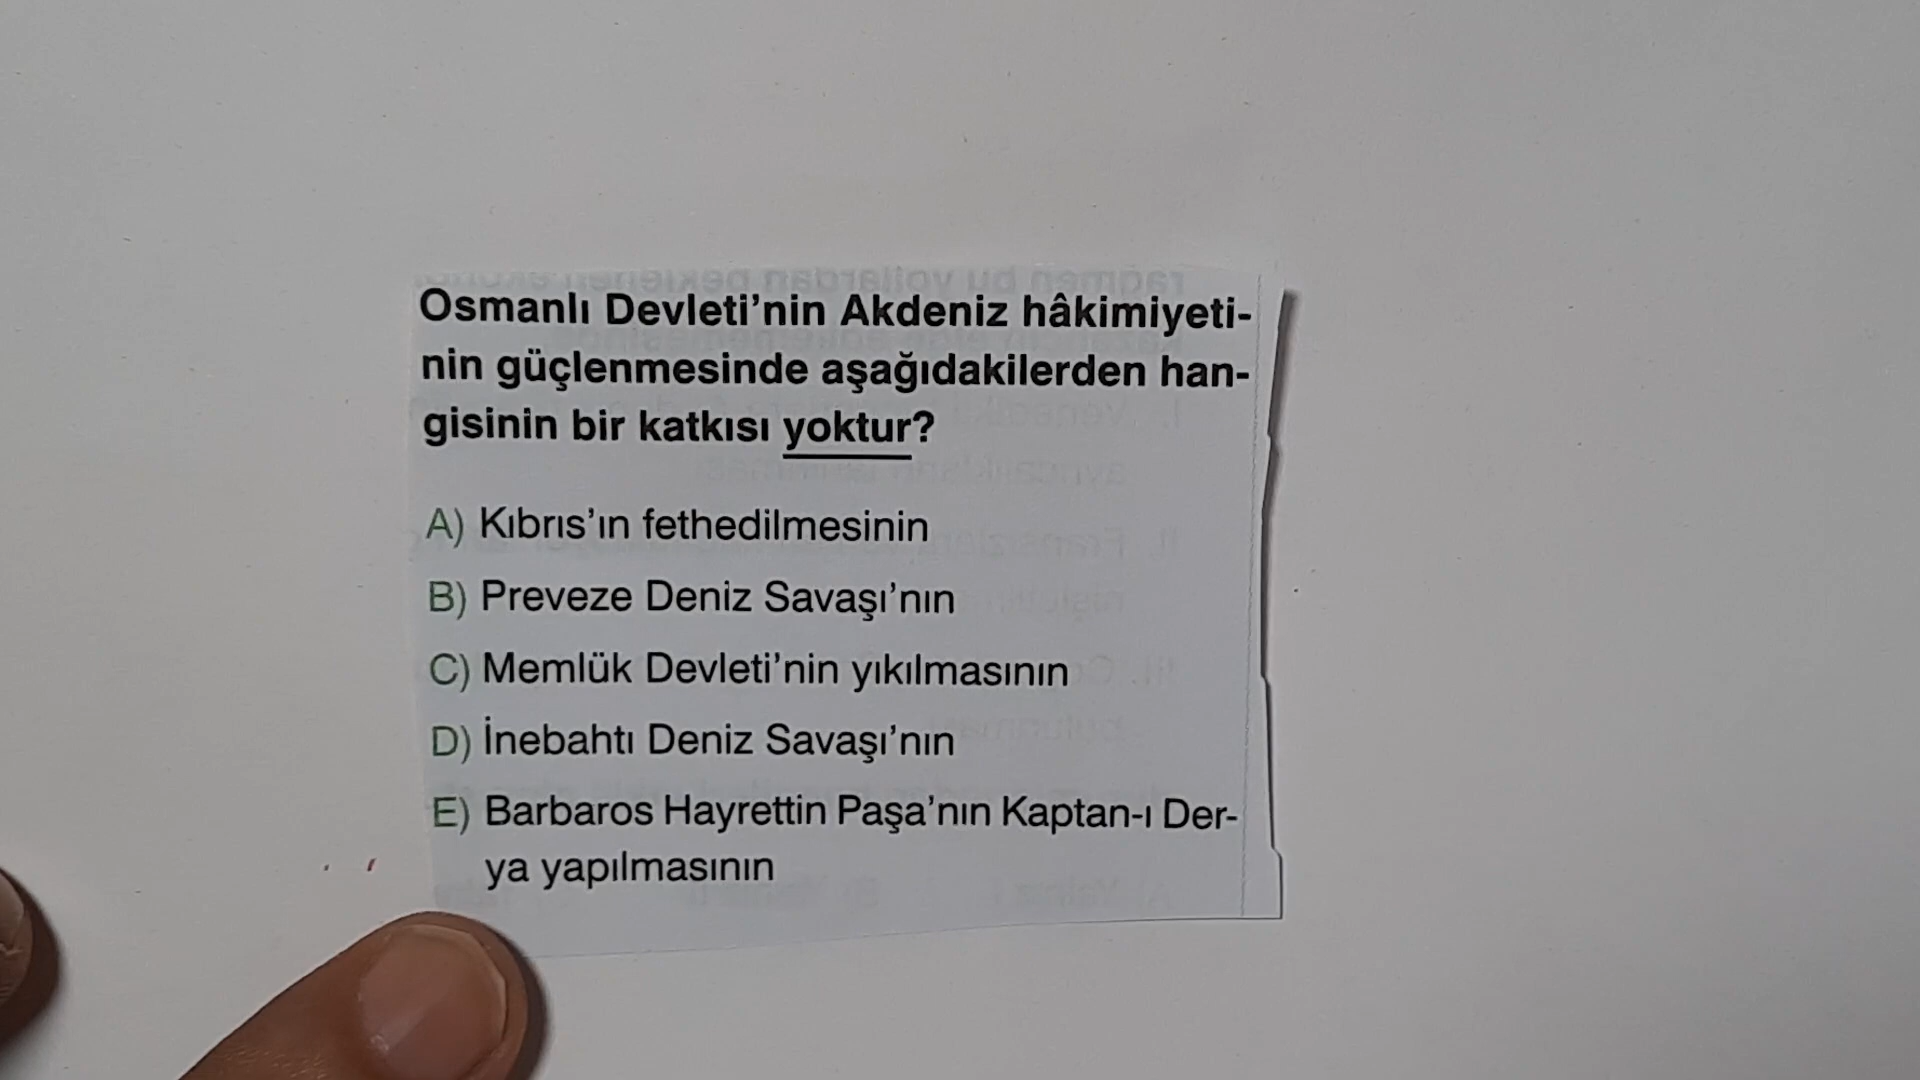 Osmanlı Devleti'nin Akdeniz hâkimiyeti-
nin güçlenmesinde aşağıdakilerden han-
gisinin bir katkısı yoktur?
A) Kıbrıs'ın fethedilmesinin
B) Preveze Deniz Savaşı'nın
C) Memlük Devleti'nin yıkılmasının
D) İnebahtı Deniz Savaşı'nın
E) Barbaros Hayrettin Paşa'nın Kaptan-ı Der-
ya yapılmasının